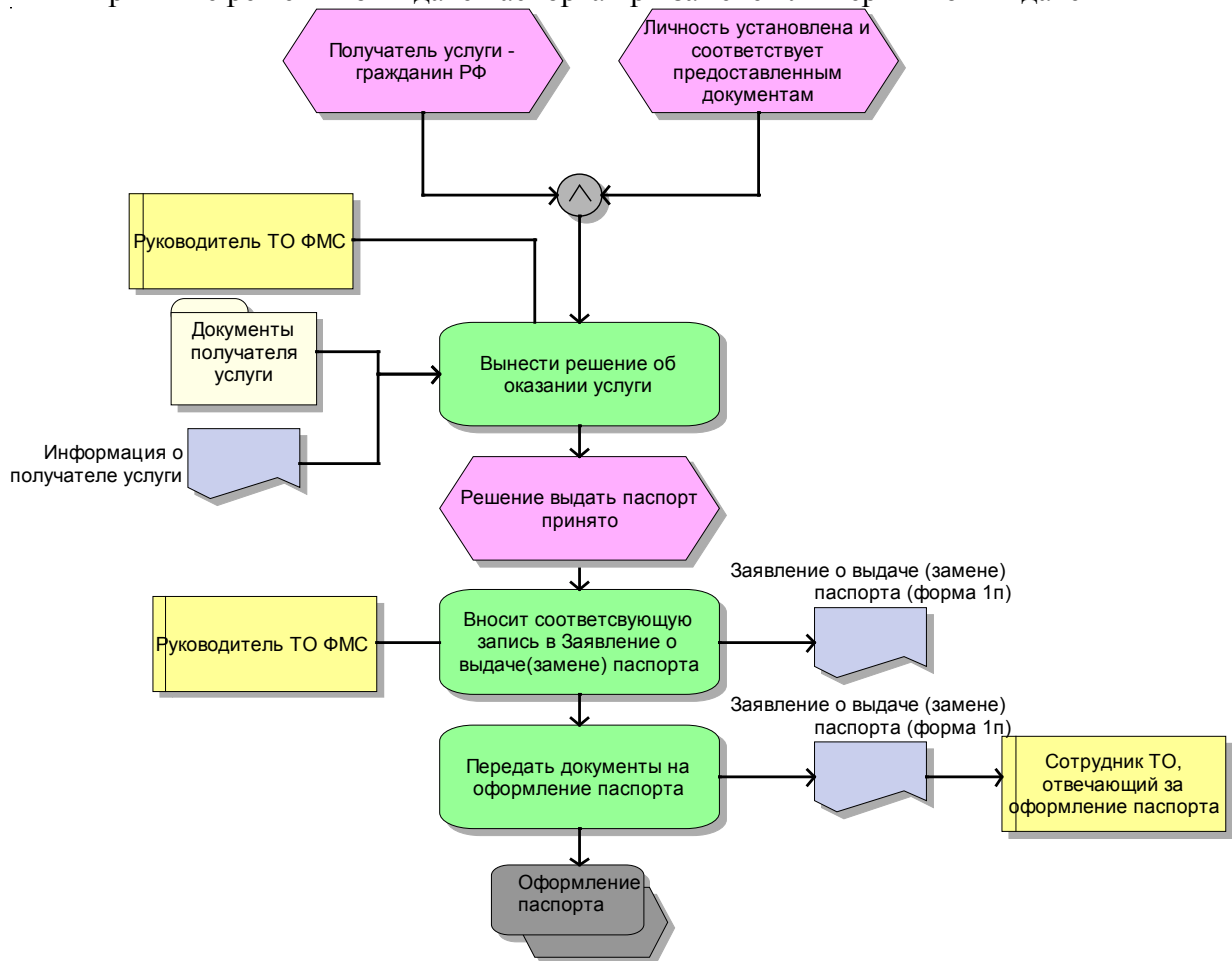 Получатель услуги -
гражданин РФ
Личность установлена и
соответствует
предоставленным
документам
Руководитель ТО ФМС
Документы
получателя
услуги
Вынести решение об
оказании услуги
Информация о
получателе услуги
Решение выдать паспорт
принято
Заявление о выдаче (замене)
паспорта (форма 1п)
Руководитель ТО ФМС
Вносит соответсвующую
запись в Заявление о
выдаче(замене) паспорта
Заявление о выдаче (замене)
паспорта (форма 1п)
Передать документы на
оформление паспорта
Сотрудник ТО,
отвечающий за
оформление паспорта
Оформление
паспорта